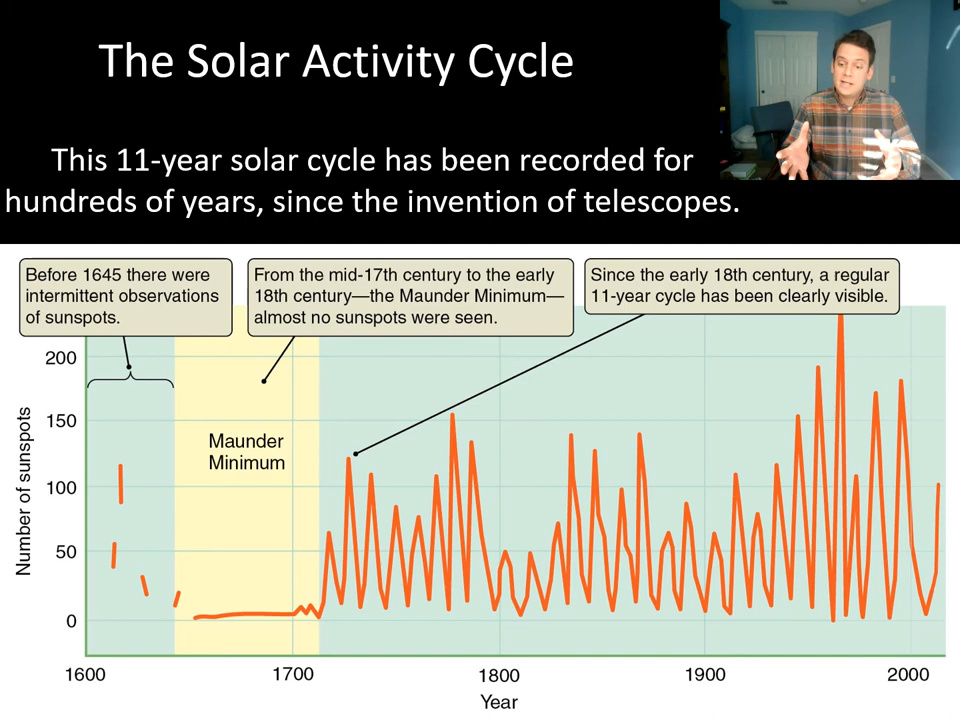 The Solar Activity Cycle
This 11-year solar cycle has been recorded for
hundreds of years, since the invention of telescopes.
Before 1645 there were
intermittent observations
of sunspots.
From the mid-17th century to the early
18th century—the Maunder Minimum—
almost no sunspots were seen.
Since the early 18th century, a regular
11-year cycle has been clearly visible.
Number of sunspots
200
150
100
50
0
Maunder
Minimum
1600
1700
1800
1900
2000
Year